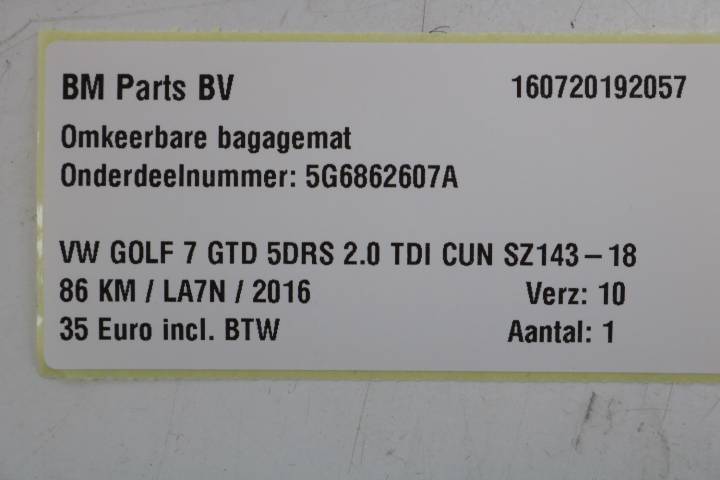 BM Parts BV 160720192057
Omkeerbare bagagemat
Onderdeelnummer: 5G6862607A
VW GOLF 7 GTD 5DRS 2.0 TDI CUN SZ143-18
86 KM / LA7N / 2016 Verz: 10
35 Euro incl. BTW Aantal: 1